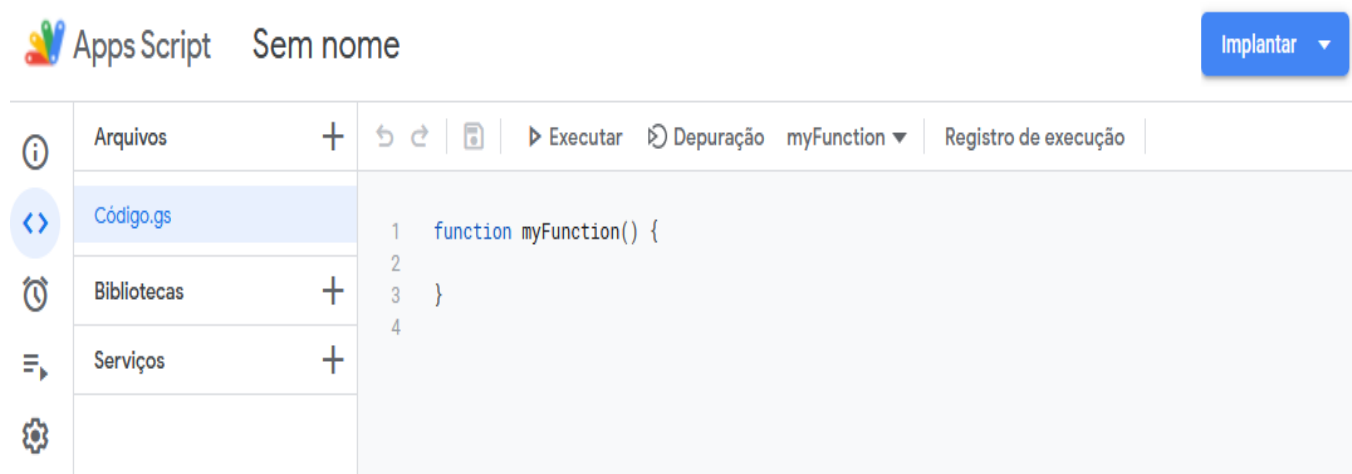 Apps Script Sem nome Implantar
Arquivos Executar Depuração myFunction Registro de execução
Código.gs
1 function myFunction() {
2
Bibliotecas
3 }
4
Serviços